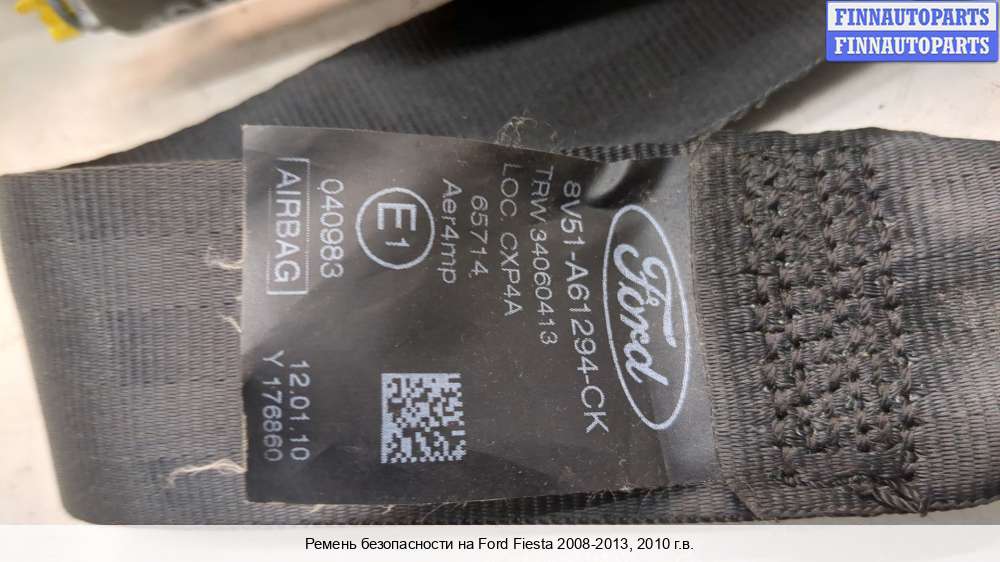 FINNAUTOPARTS
FINNAUTOPARTS
Ford
8V51-A61294-CK
TRW 34060413
LOC. CXP4A
65714
Aer4mp
E1
040983
AIRBAG
12.01.10
Y 176860
Ремень безопасности на Ford Fiesta 2008-2013, 2010 г.в.